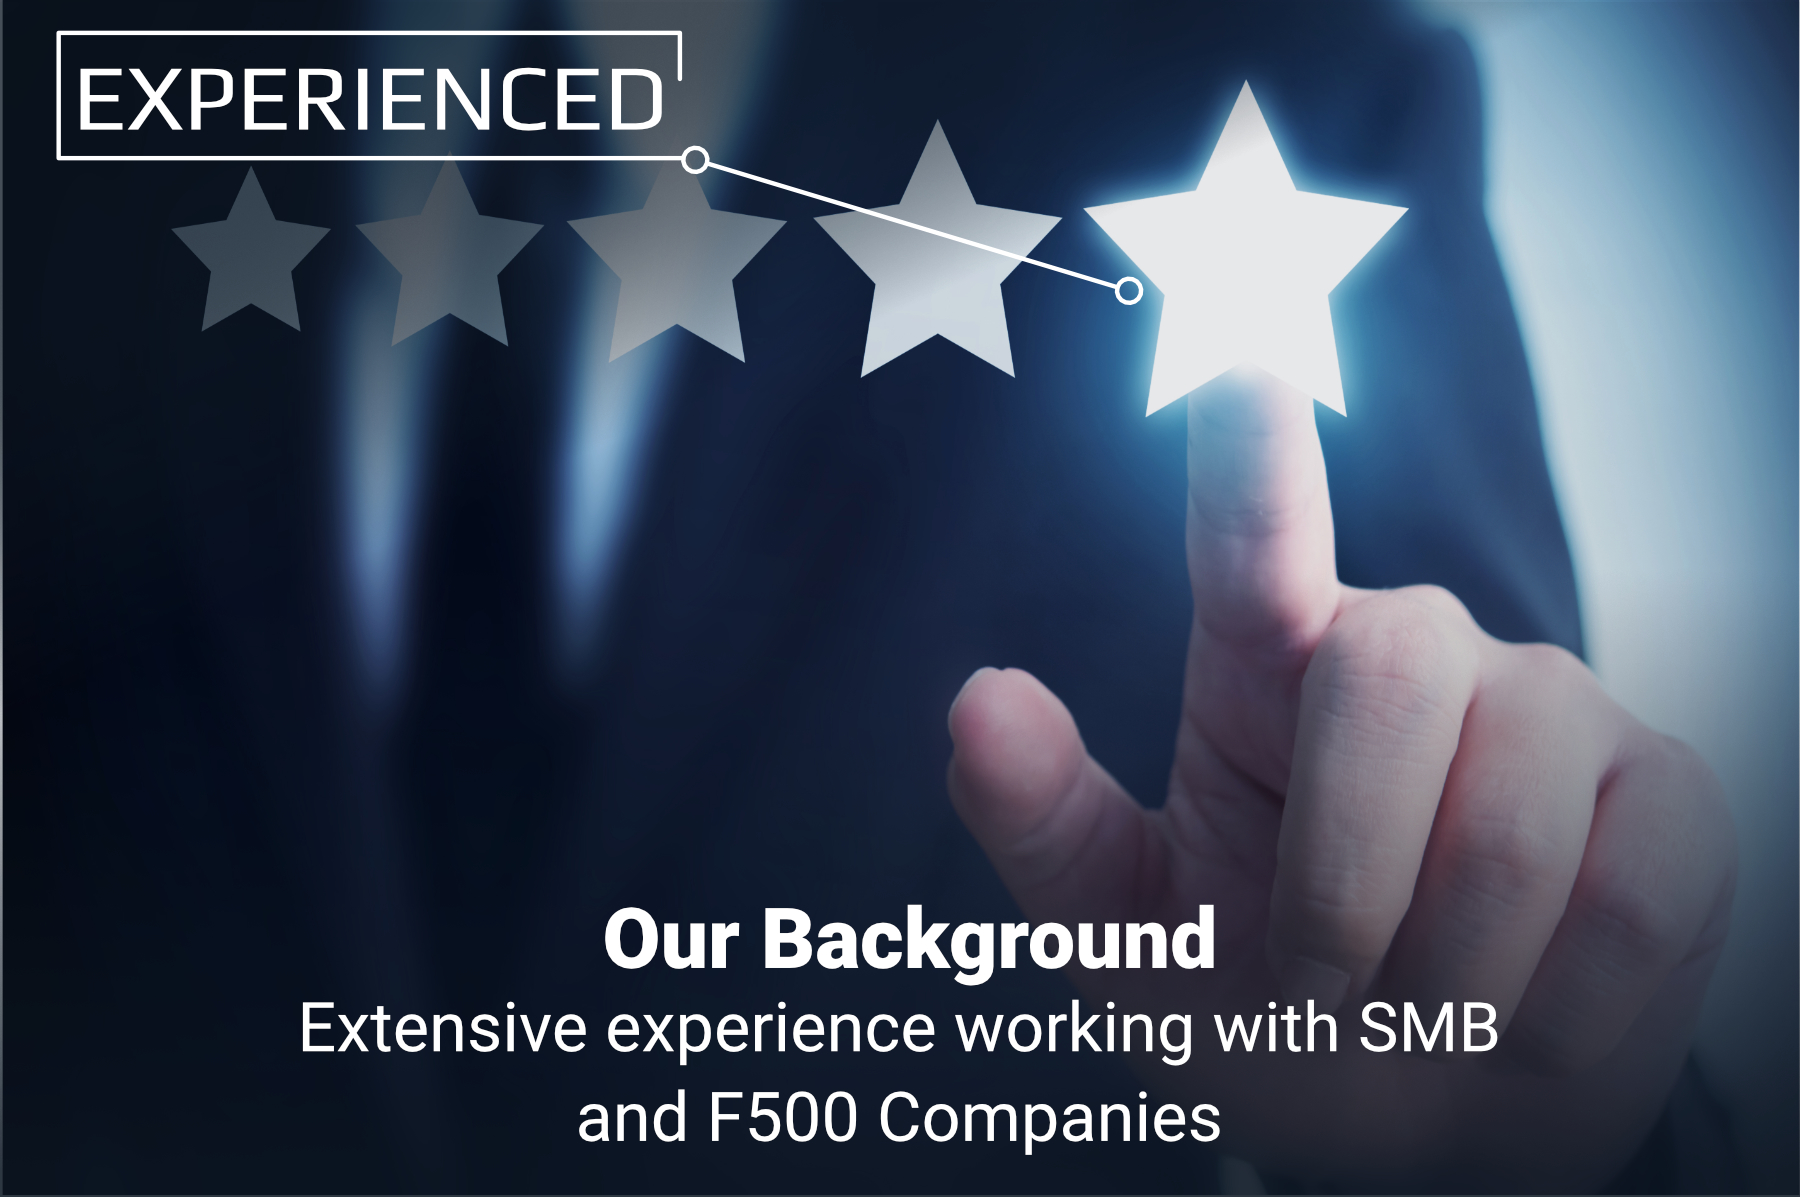 EXPERIENCED
Our Background
Extensive experience working with SMB
and F500 Companies